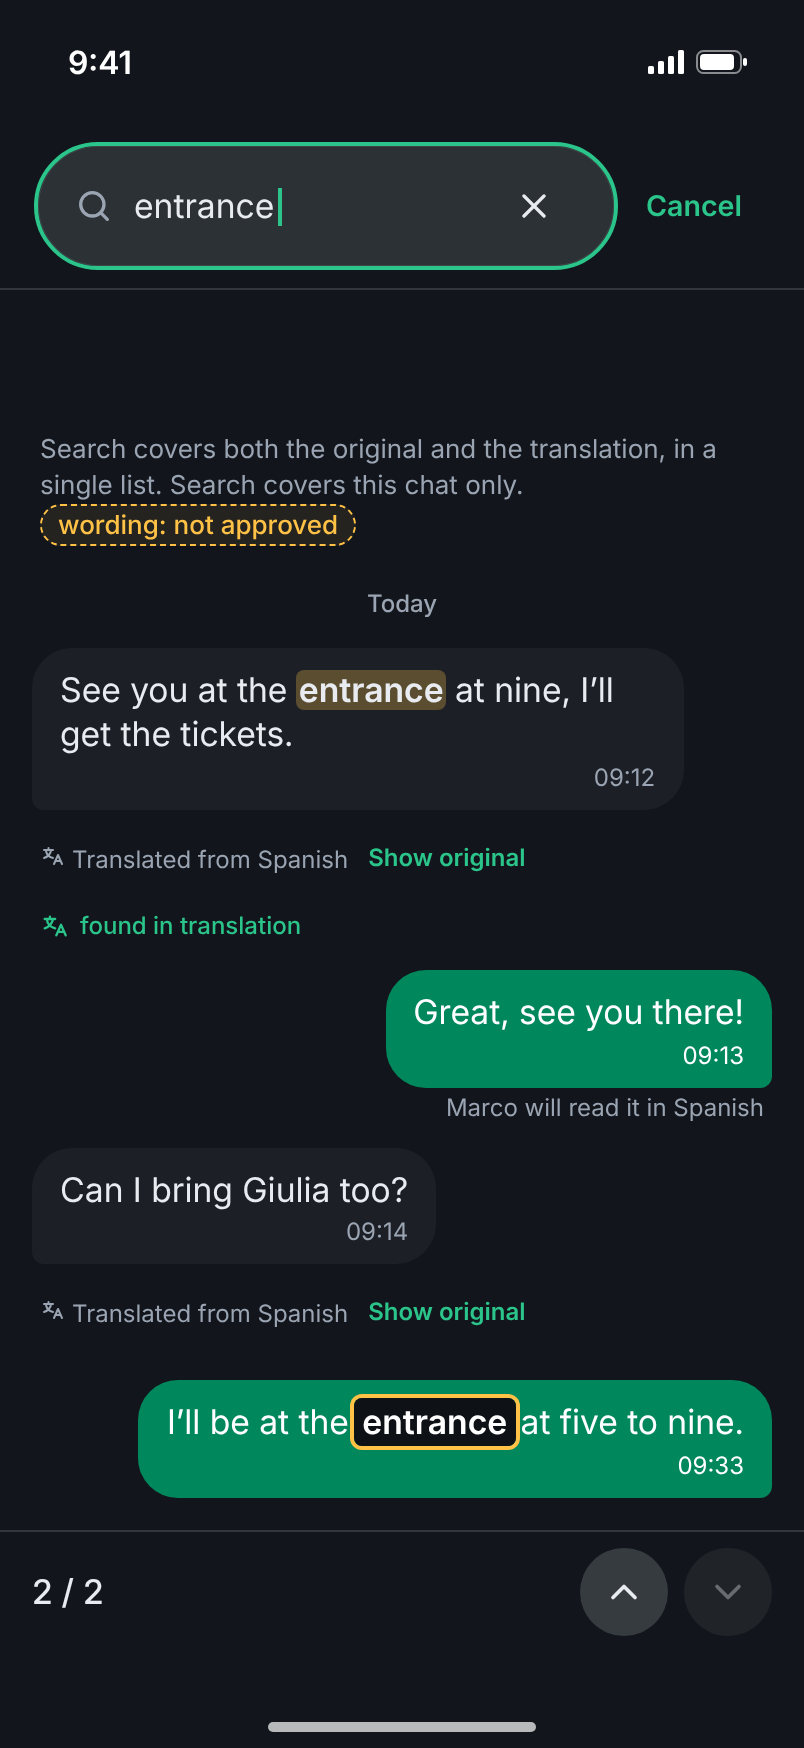 9:41
entrance
Cancel
Search covers both the original and the translation, in a
single list. Search covers this chat only.
wording: not approved
Today
See you at the entrance at nine, I’ll
get the tickets.
09:12
Translated from Spanish Show original
found in translation
Great, see you there!
09:13
Marco will read it in Spanish
Can I bring Giulia too?
09:14
Translated from Spanish Show original
I’ll be at the entrance at five to nine.
09:33
2 / 2